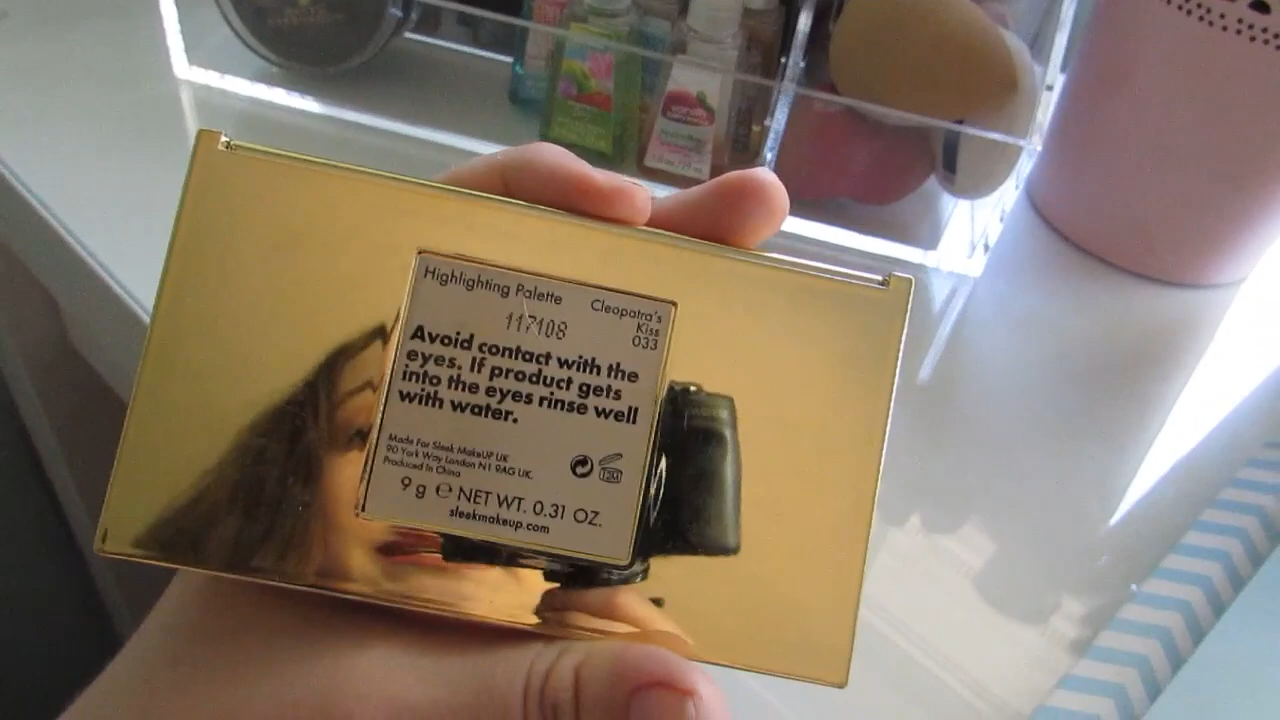 Highlighting Palette
Cleopatra's
Kiss
033
117108
Avoid contact with the
eyes. If product gets
into the eyes rinse well
with water.
Made For Sleek MakeUP UK
90 York Way London N1 9AG UK.
Produced In China
12M
9 g ℮ NET WT. 0.31 OZ.
sleekmakeup.com